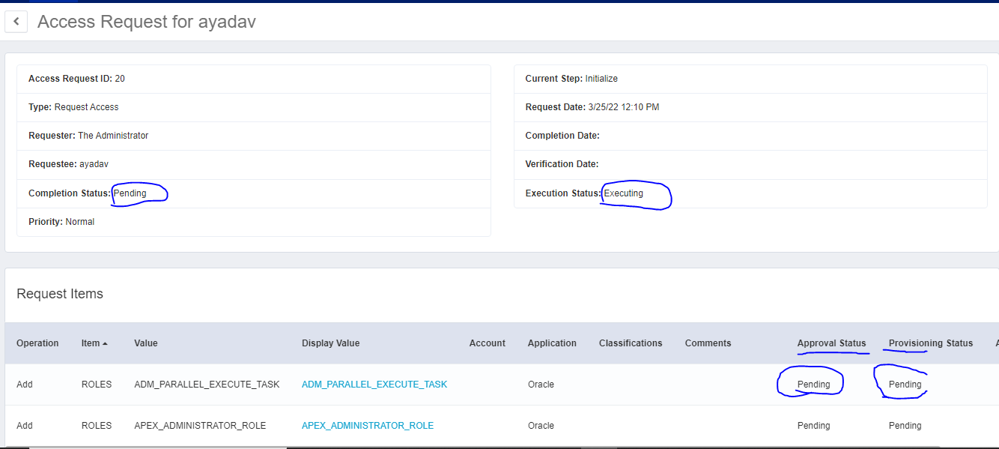 Access Request for ayadav
Access Request ID: 20
Type: Request Access
Requester: The Administrator
Requestee: ayadav
Completion Status: Pending
Priority: Normal
Current Step: Initialize
Request Date: 3/25/22 12:10 PM
Completion Date:
Verification Date:
Execution Status: Executing
Request Items
Operation Item Value Display Value Account Application Classifications Comments Approval Status Provisioning Status
Add ROLES ADM_PARALLEL_EXECUTE_TASK ADM_PARALLEL_EXECUTE_TASK Oracle Pending Pending
Add ROLES APEX_ADMINISTRATOR_ROLE APEX_ADMINISTRATOR_ROLE Oracle Pending Pending